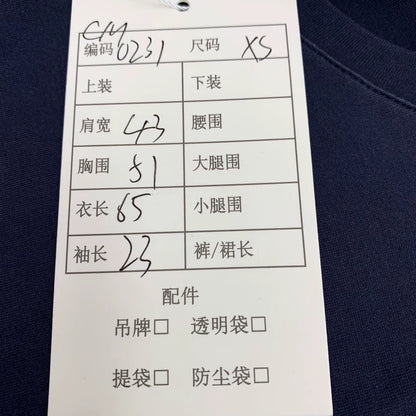 CM
编码 0231 尺码 XS
上装 下装
肩宽 43 腰围
胸围 51 大腿围
衣长 65 小腿围
袖长 23 裤/裙长
配件
吊牌□ 透明袋□
提袋□ 防尘袋□